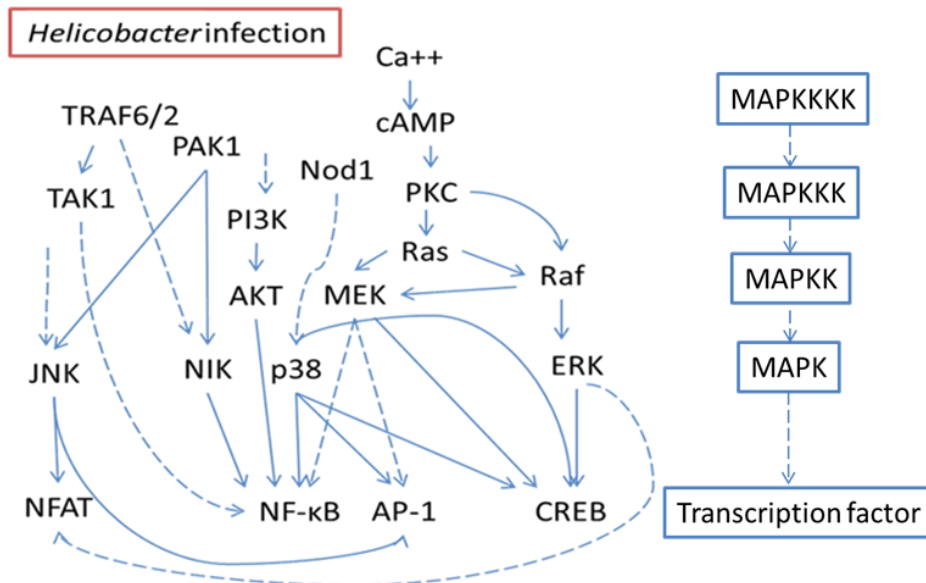 Helicobacter infection
Ca++
MAPKKKK
TRAF6/2
cAMP
PAK1
Nod1
TAK1
PKC
MAPKKK
PI3K
Ras
Raf
MAPKK
AKT
MEK
JNK
NIK
p38
ERK
MAPK
NFAT
NF-κB
AP-1
CREB
Transcription factor